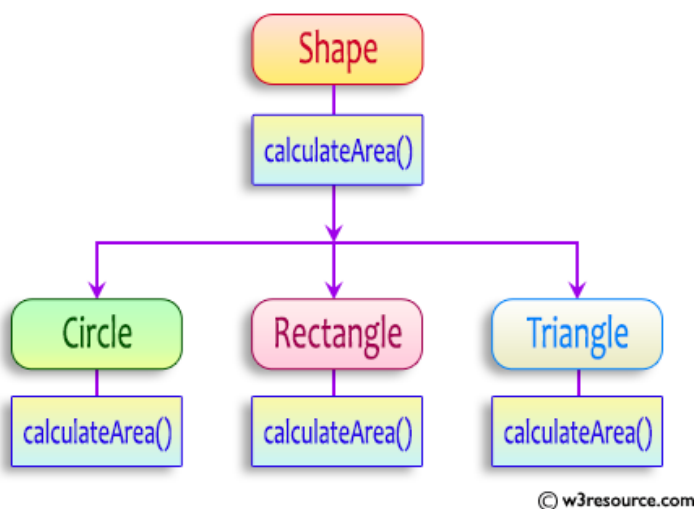 Shape
calculateArea()
Circle
Rectangle
Triangle
calculateArea()
calculateArea()
calculateArea()
© w3resource.com